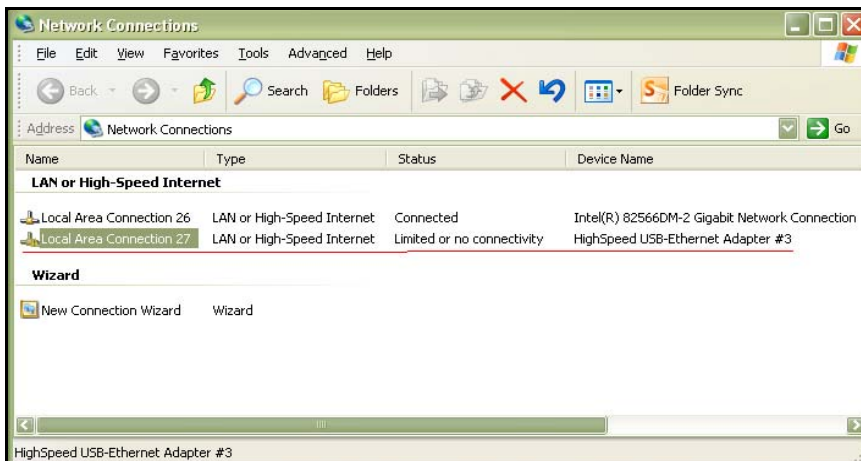 Network Connections
File Edit View Favorites Tools Advanced Help
Back Search Folders Folder Sync
Address Network Connections Go
Name Type Status Device Name
LAN or High-Speed Internet
Local Area Connection 26 LAN or High-Speed Internet Connected Intel(R) 82566DM-2 Gigabit Network Connection
Local Area Connection 27 LAN or High-Speed Internet Limited or no connectivity HighSpeed USB-Ethernet Adapter #3
Wizard
New Connection Wizard Wizard
HighSpeed USB-Ethernet Adapter #3